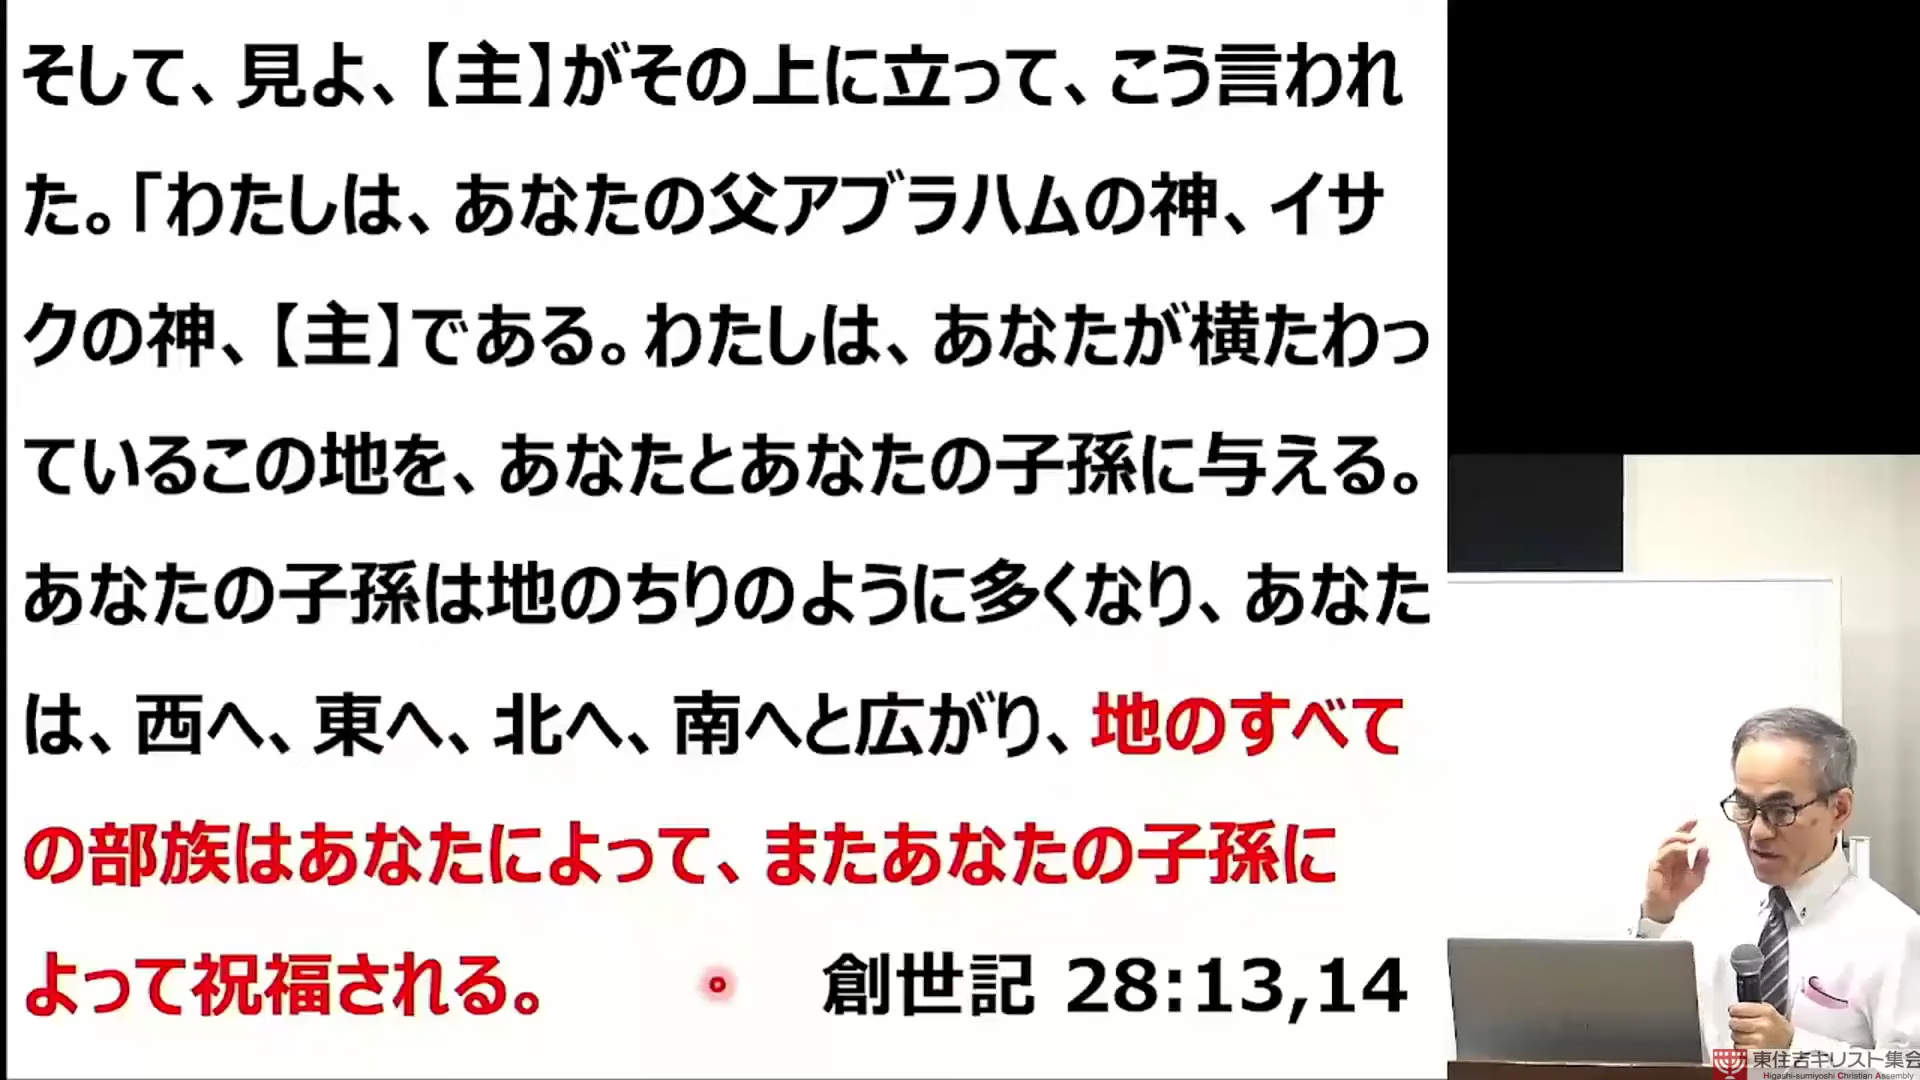 そして、見よ、【主】がその上に立って、こう言われ
た。「わたしは、あなたの父アブラハムの神、イサ
クの神、【主】である。わたしは、あなたが横たわっ
ているこの地を、あなたとあなたの子孫に与える。
あなたの子孫は地のちりのように多くなり、あなた
は、西へ、東へ、北へ、南へと広がり、地のすべて
の部族はあなたによって、またあなたの子孫に
よって祝福される。 創世記 28:13,14
東住吉キリスト集会
Higashi-sumiyoshi Christian Assembly